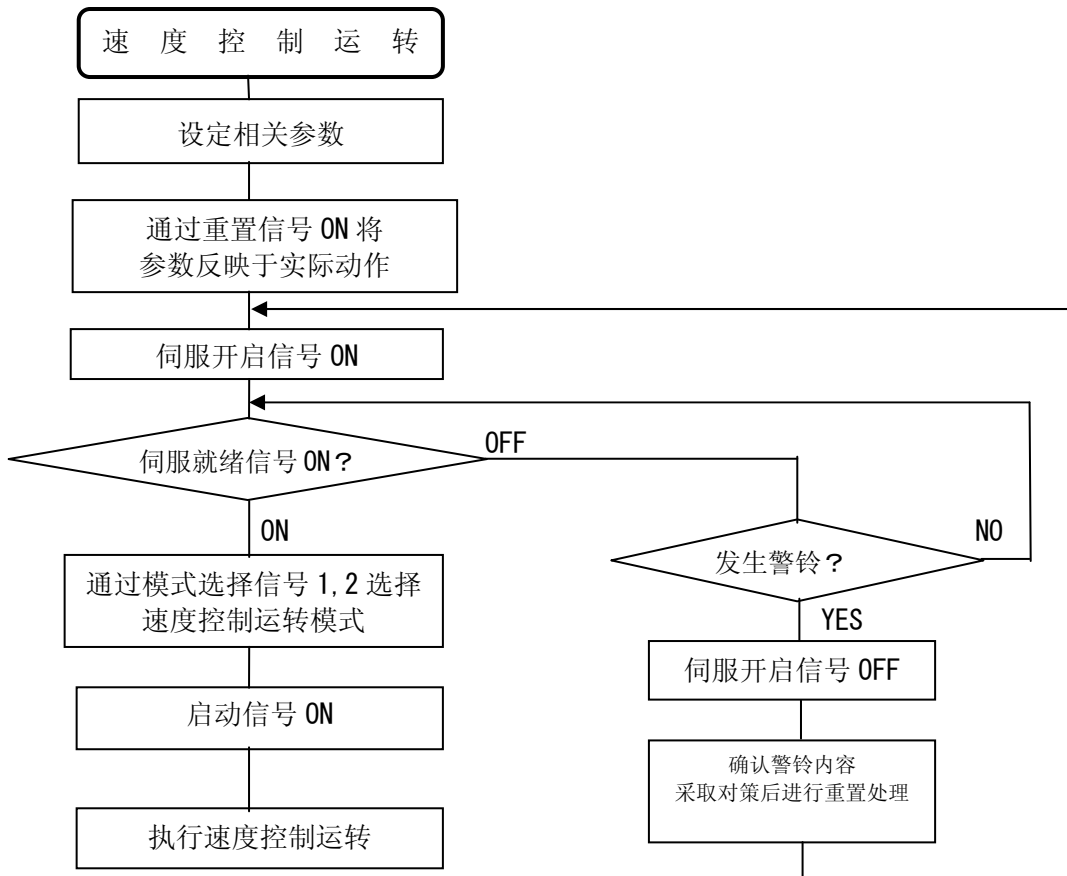 速 度 控 制 运 转
设定相关参数
通过重置信号 ON 将
参数反映于实际动作
伺服开启信号 ON
伺服就绪信号 ON？
OFF
ON
发生警铃？
NO
YES
通过模式选择信号 1,2 选择
速度控制运转模式
伺服开启信号 OFF
启动信号 ON
确认警铃内容
采取对策后进行重置处理
执行速度控制运转